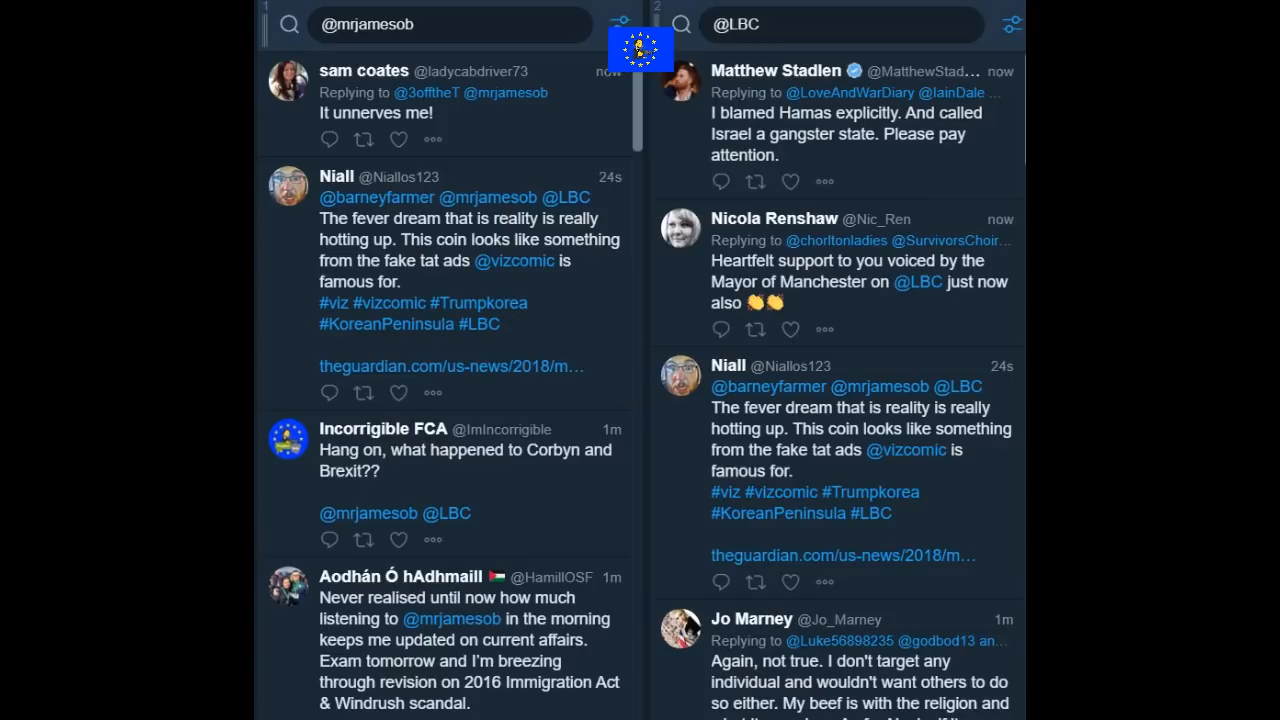 1
@mrjamesob
sam coates @ladycabdriver73 now
Replying to @3offtheT @mrjamesob
It unnerves me!
Niall @Niallos123 24s
@barneyfarmer @mrjamesob @LBC
The fever dream that is reality is really
hotting up. This coin looks like something
from the fake tat ads @vizcomic is
famous for.
#viz #vizcomic #Trumpkorea
#KoreanPeninsula #LBC
theguardian.com/us-news/2018/m…
Incorrigible FCA @ImIncorrigible 1m
Hang on, what happened to Corbyn and
Brexit??
@mrjamesob @LBC
Aodhán Ó hAdhmaill @HamillOSF 1m
Never realised until now how much
listening to @mrjamesob in the morning
keeps me updated on current affairs.
Exam tomorrow and I'm breezing
through revision on 2016 Immigration Act
& Windrush scandal.
2
@LBC
Matthew Stadlen @MatthewStad… now
Replying to @LoveAndWarDiary @IainDale …
I blamed Hamas explicitly. And called
Israel a gangster state. Please pay
attention.
Nicola Renshaw @Nic_Ren now
Replying to @chorltonladies @SurvivorsChoir…
Heartfelt support to you voiced by the
Mayor of Manchester on @LBC just now
also 👏👏
Niall @Niallos123 24s
@barneyfarmer @mrjamesob @LBC
The fever dream that is reality is really
hotting up. This coin looks like something
from the fake tat ads @vizcomic is
famous for.
#viz #vizcomic #Trumpkorea
#KoreanPeninsula #LBC
theguardian.com/us-news/2018/m…
Jo Marney @Jo_Marney 1m
Replying to @Luke56898235 @godbod13 an…
Again, not true. I don't target any
individual and wouldn't want others to do
so either. My beef is with the religion and